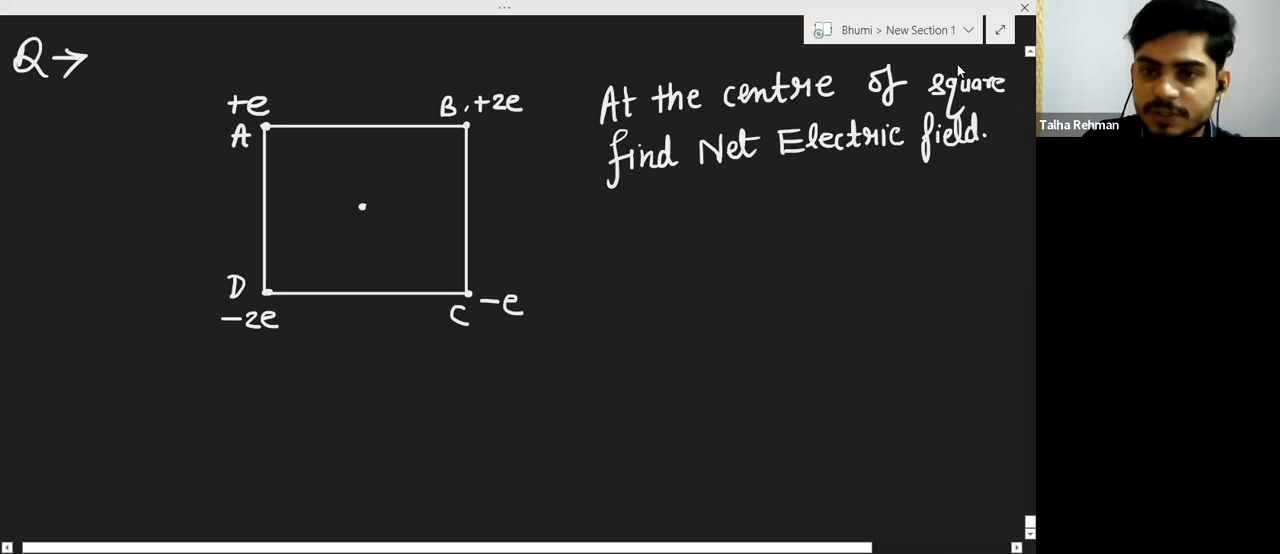 Bhumi > New Section 1
Q →
At the centre of square
find Net Electric field.
Talha Rehman
+e
A
B +2e
D
-2e
C -e